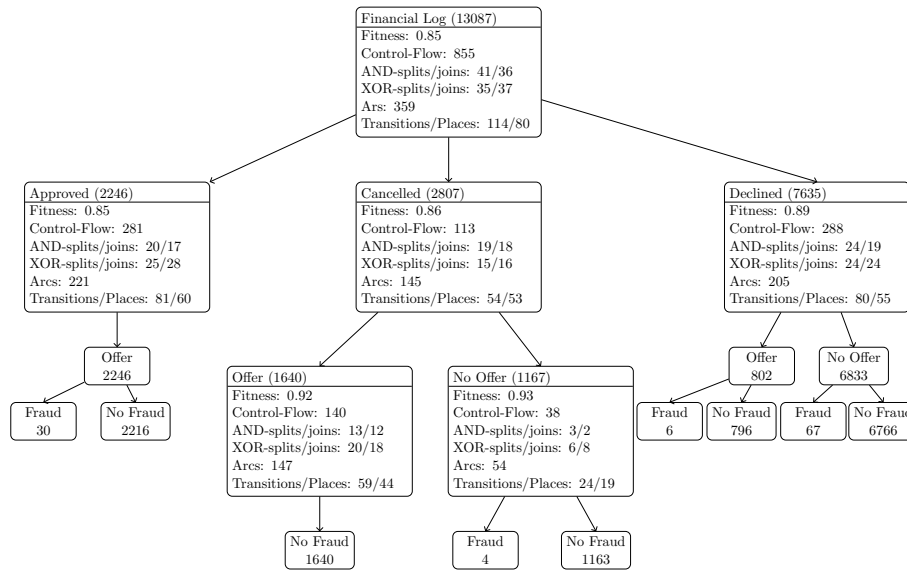 Financial Log (13087)
Fitness: 0.85
Control-Flow: 855
AND-splits/joins: 41/36
XOR-splits/joins: 35/37
Ars: 359
Transitions/Places: 114/80
Approved (2246)
Fitness: 0.85
Control-Flow: 281
AND-splits/joins: 20/17
XOR-splits/joins: 25/28
Arcs: 221
Transitions/Places: 81/60
Cancelled (2807)
Fitness: 0.86
Control-Flow: 113
AND-splits/joins: 19/18
XOR-splits/joins: 15/16
Arcs: 145
Transitions/Places: 54/53
Declined (7635)
Fitness: 0.89
Control-Flow: 288
AND-splits/joins: 24/19
XOR-splits/joins: 24/24
Arcs: 205
Transitions/Places: 80/55
Offer
2246
Fraud
30
No Fraud
2216
Offer (1640)
Fitness: 0.92
Control-Flow: 140
AND-splits/joins: 13/12
XOR-splits/joins: 20/18
Arcs: 147
Transitions/Places: 59/44
No Offer (1167)
Fitness: 0.93
Control-Flow: 38
AND-splits/joins: 3/2
XOR-splits/joins: 6/8
Arcs: 54
Transitions/Places: 24/19
Offer
802
No Offer
6833
Fraud
6
No Fraud
796
Fraud
67
No Fraud
6766
No Fraud
1640
Fraud
4
No Fraud
1163